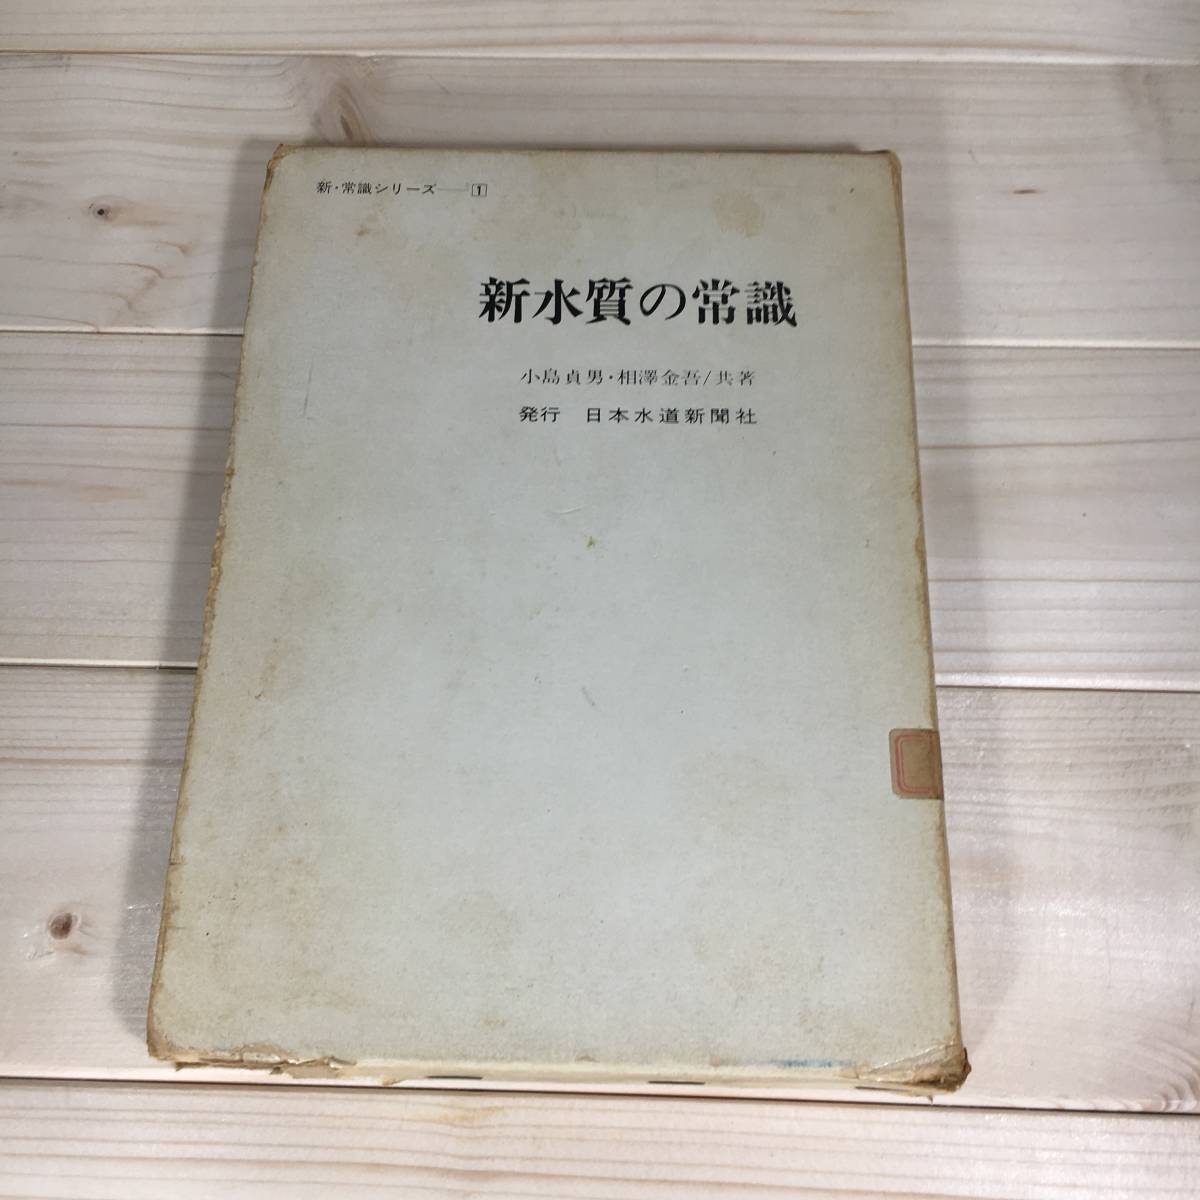 新・常識シリーズ──1
新水質の常識
小島貞男・相澤金吾/共著
発行　日本水道新聞社